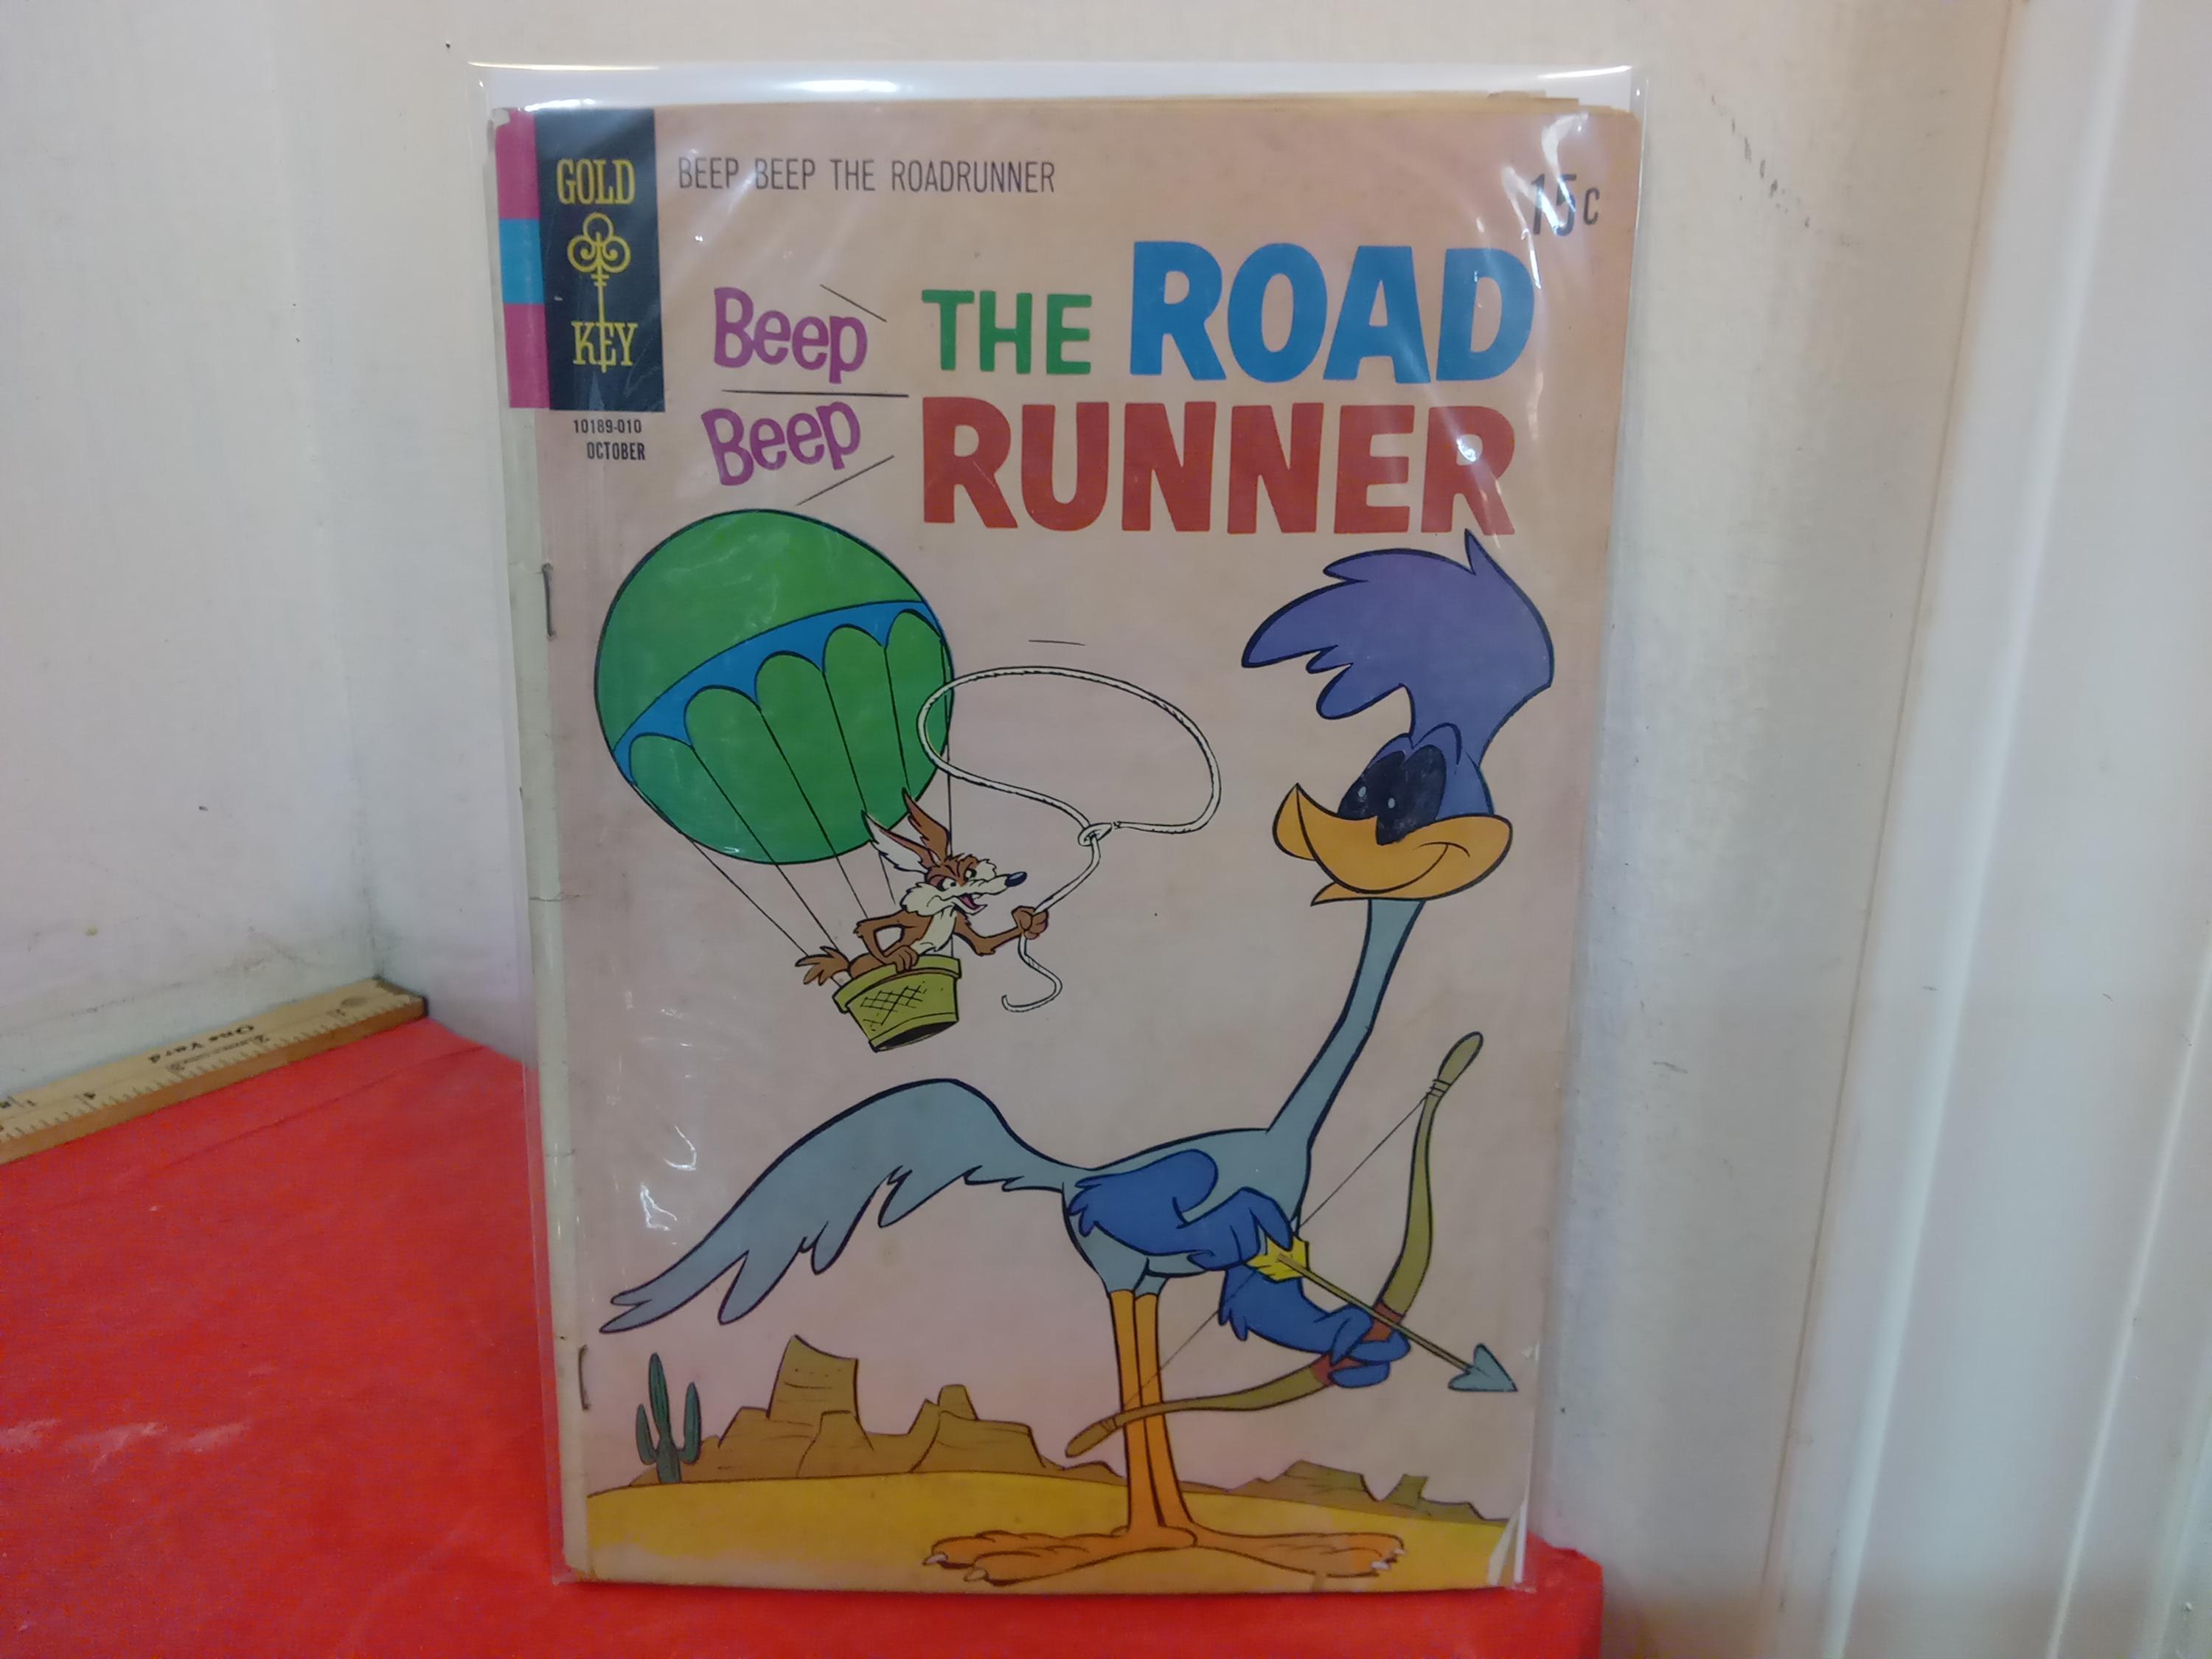 GOLD
KEY
BEEP BEEP THE ROADRUNNER
15c
Beep
Beep
THE ROAD
RUNNER
10189-010
OCTOBER
One Yard